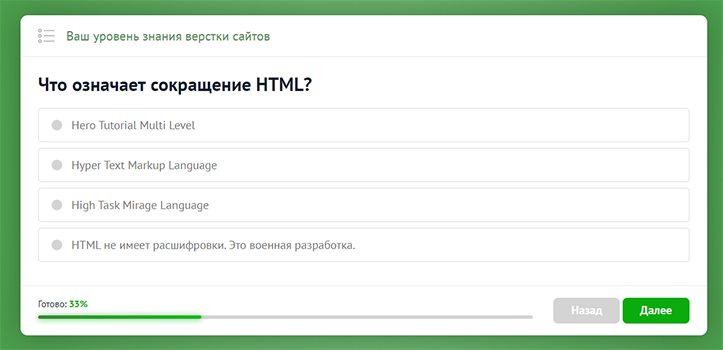 Ваш уровень знания верстки сайтов
Что означает сокращение HTML?
Hero Tutorial Multi Level
Hyper Text Markup Language
High Task Mirage Language
HTML не имеет расшифровки. Это военная разработка.
Готово: 33%
Назад
Далее